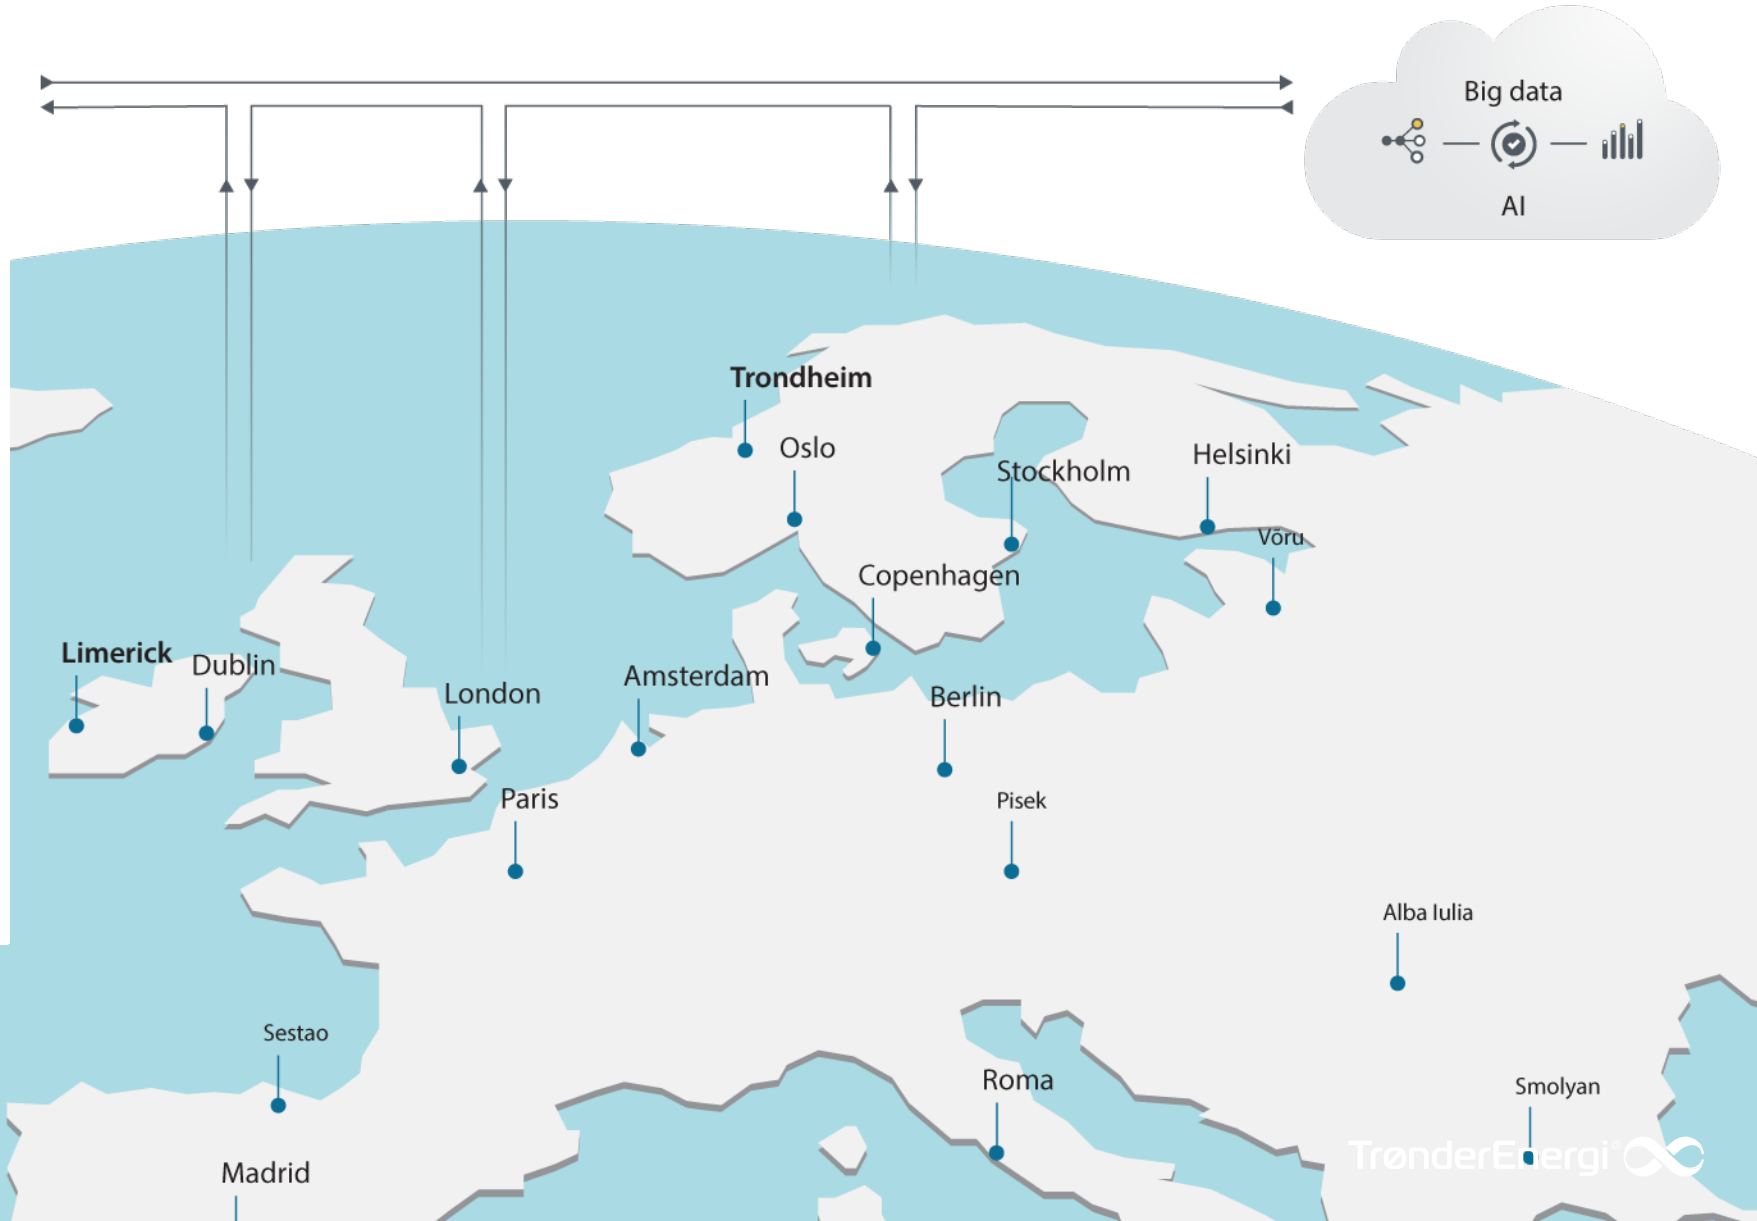 Big data
AI
Trondheim
Oslo
Helsinki
Stockholm
Võru
Copenhagen
Limerick
Dublin
Amsterdam
London
Berlin
Paris
Pisek
Alba Iulia
Sestao
Roma
Smolyan
TrønderEnergi®
Madrid